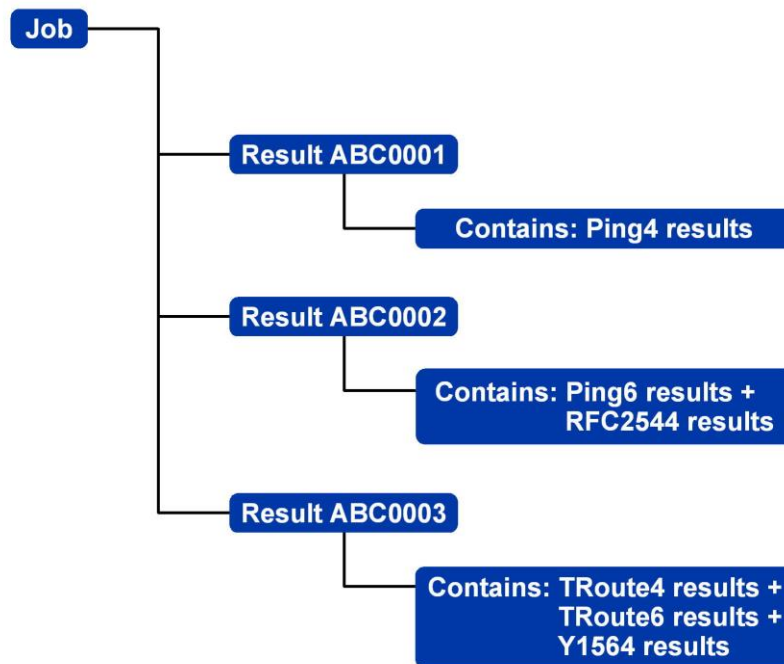 Job
Result ABC0001
Contains: Ping4 results
Result ABC0002
Contains: Ping6 results +
RFC2544 results
Result ABC0003
Contains: TRoute4 results +
TRoute6 results +
Y1564 results